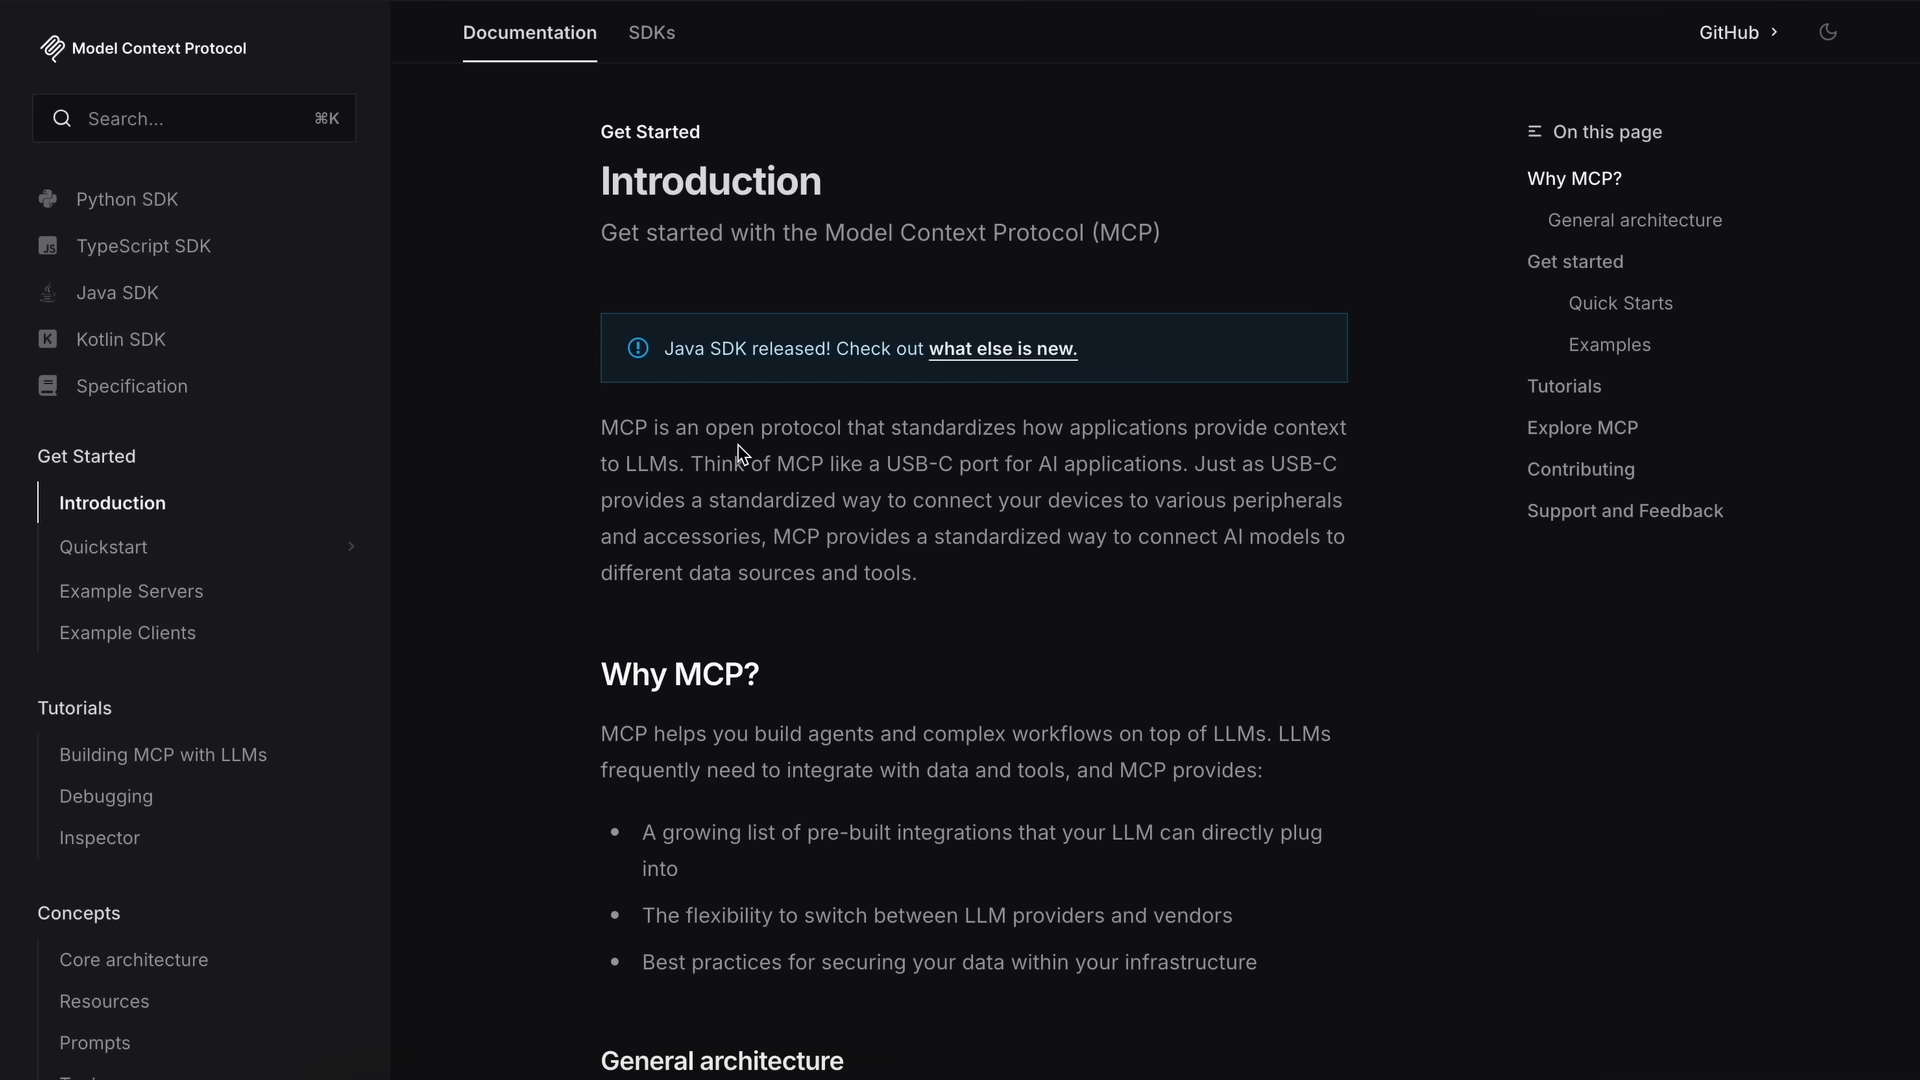 Model Context Protocol
Search...
⌘K
Python SDK
TypeScript SDK
Java SDK
Kotlin SDK
Specification
Get Started
Introduction
Quickstart
Example Servers
Example Clients
Tutorials
Building MCP with LLMs
Debugging
Inspector
Concepts
Core architecture
Resources
Prompts
Documentation
SDKs
GitHub
Get Started
Introduction
Get started with the Model Context Protocol (MCP)
Java SDK released! Check out what else is new.
MCP is an open protocol that standardizes how applications provide context
to LLMs. Think of MCP like a USB-C port for AI applications. Just as USB-C
provides a standardized way to connect your devices to various peripherals
and accessories, MCP provides a standardized way to connect AI models to
different data sources and tools.
Why MCP?
MCP helps you build agents and complex workflows on top of LLMs. LLMs
frequently need to integrate with data and tools, and MCP provides:
A growing list of pre-built integrations that your LLM can directly plug
into
The flexibility to switch between LLM providers and vendors
Best practices for securing your data within your infrastructure
General architecture
On this page
Why MCP?
General architecture
Get started
Quick Starts
Examples
Tutorials
Explore MCP
Contributing
Support and Feedback